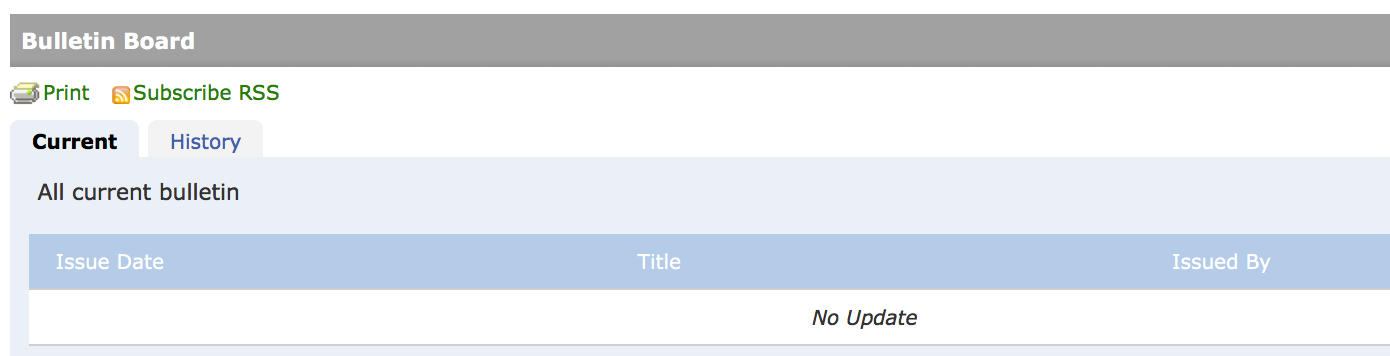 Bulletin Board
Print Subscribe RSS
Current History
All current bulletin
Issue Date Title Issued By
No Update